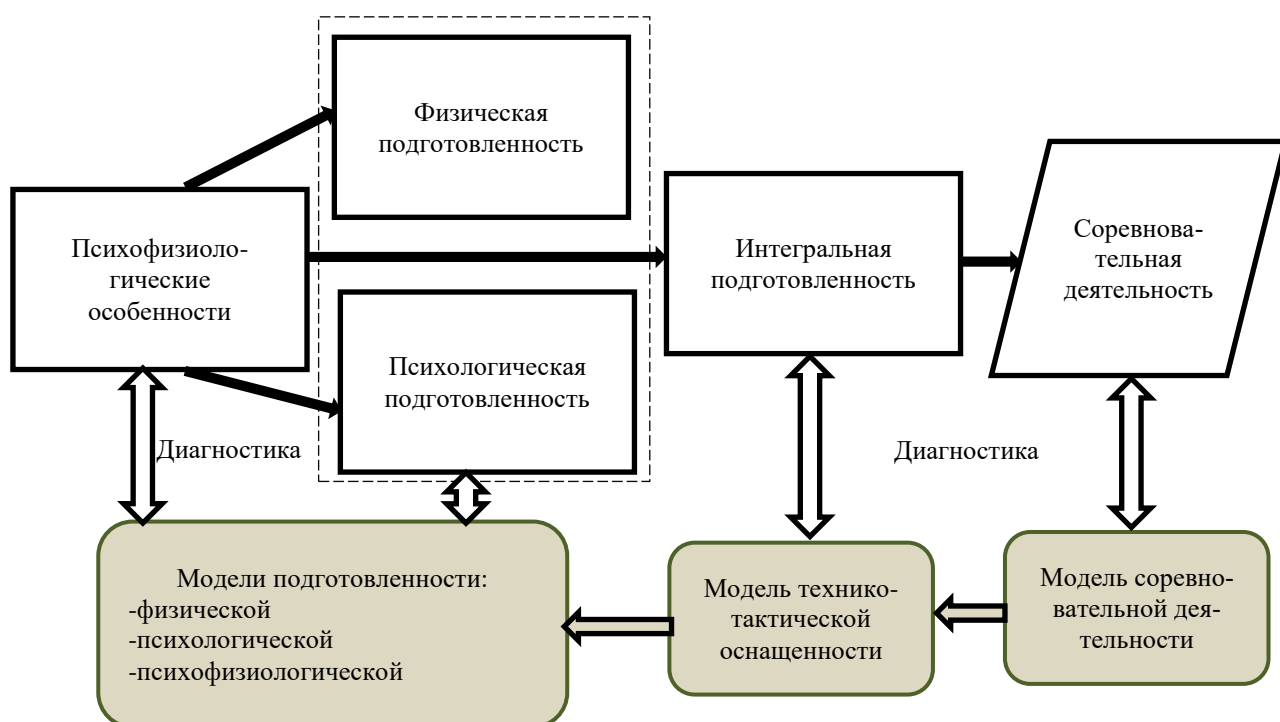 Физическая
подготовленность
Психофизиоло-
гические
особенности
Интегральная
подготовленность
Соревнова-
тельная
деятельность
Психологическая
подготовленность
Диагностика
Диагностика
Модели подготовленности:
-физической
-психологической
-психофизиологической
Модель технико-
тактической
оснащенности
Модель соревно-
вательной дея-
тельности